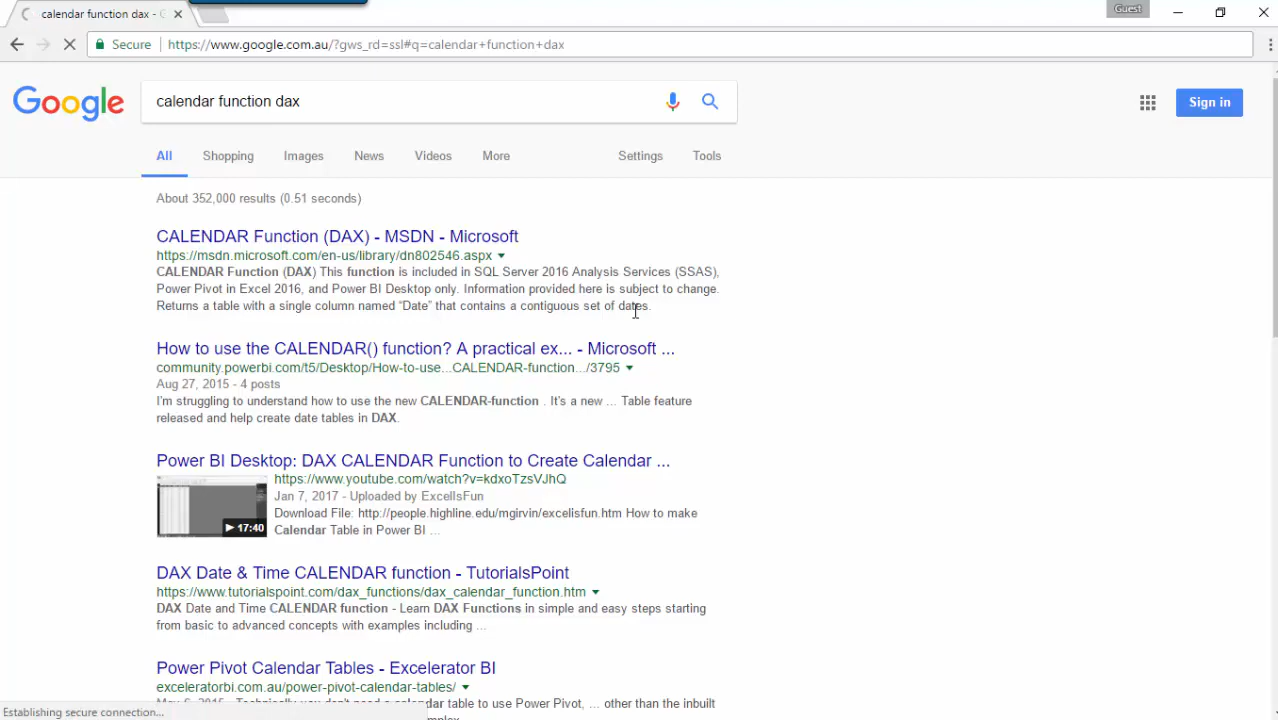 calendar function dax - G
Guest
Secure
https://www.google.com.au/?gws_rd=ssl#q=calendar+function+dax
Google
calendar function dax
Sign in
All
Shopping
Images
News
Videos
More
Settings
Tools
About 352,000 results (0.51 seconds)
CALENDAR Function (DAX) - MSDN - Microsoft
https://msdn.microsoft.com/en-us/library/dn802546.aspx
CALENDAR Function (DAX) This function is included in SQL Server 2016 Analysis Services (SSAS),
Power Pivot in Excel 2016, and Power BI Desktop only. Information provided here is subject to change.
Returns a table with a single column named “Date” that contains a contiguous set of dates.
How to use the CALENDAR() function? A practical ex... - Microsoft ...
community.powerbi.com/t5/Desktop/How-to-use...CALENDAR-function.../3795
Aug 27, 2015 - 4 posts
I'm struggling to understand how to use the new CALENDAR-function . It's a new ... Table feature
released and help create date tables in DAX.
Power BI Desktop: DAX CALENDAR Function to Create Calendar ...
https://www.youtube.com/watch?v=kdxoTzsVJhQ
Jan 7, 2017 - Uploaded by ExcelIsFun
Download File: http://people.highline.edu/mgirvin/excelisfun.htm How to make
Calendar Table in Power BI ...
17:40
DAX Date & Time CALENDAR function - TutorialsPoint
https://www.tutorialspoint.com/dax_functions/dax_calendar_function.htm
DAX Date and Time CALENDAR function - Learn DAX Functions in simple and easy steps starting
from basic to advanced concepts with examples including ...
Power Pivot Calendar Tables - Excelerator BI
exceleratorbi.com.au/power-pivot-calendar-tables/
calendar table to use Power Pivot, ... other than the inbuilt
Establishing secure connection...